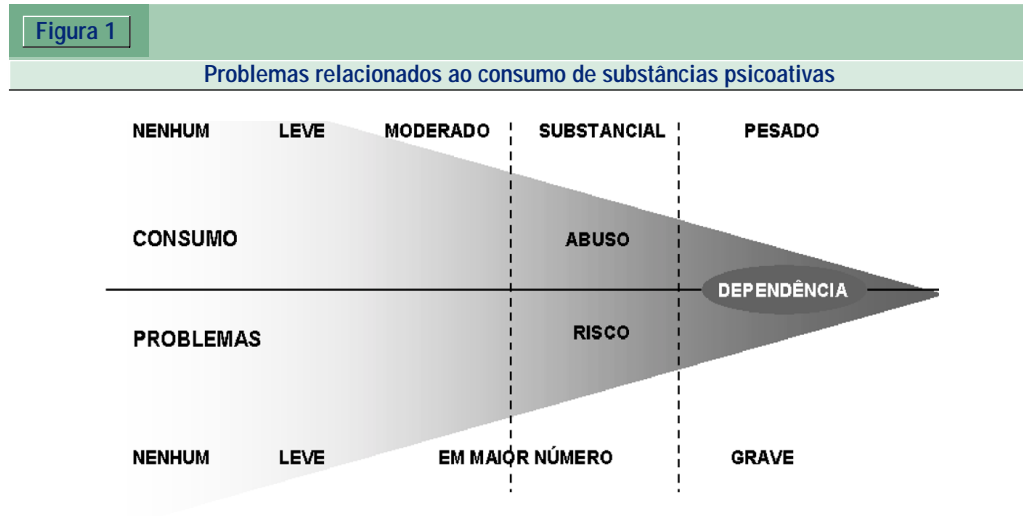 Figura 1
Problemas relacionados ao consumo de substâncias psicoativas
NENHUM LEVE MODERADO SUBSTANCIAL PESADO
CONSUMO ABUSO
DEPENDÊNCIA
PROBLEMAS RISCO
NENHUM LEVE EM MAIOR NÚMERO GRAVE